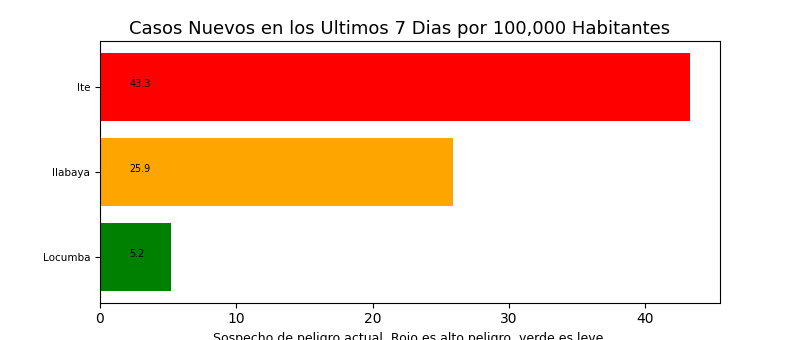 Casos Nuevos en los Ultimos 7 Dias por 100,000 Habitantes
Ite
43.3
Ilabaya
25.9
Locumba
5.2
0 10 20 30 40
Sospecho de peligro actual. Rojo es alto peligro, verde es leve